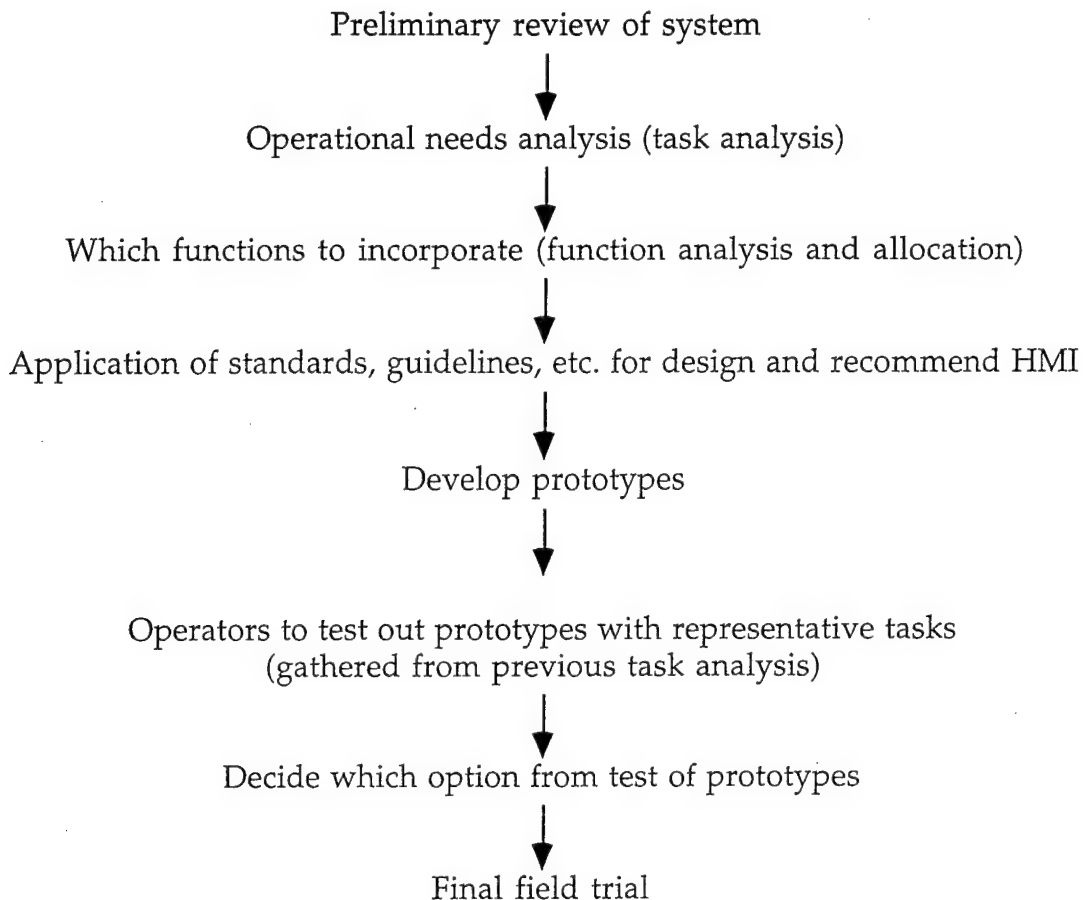 Preliminary review of system
Operational needs analysis (task analysis)
Which functions to incorporate (function analysis and allocation)
Application of standards, guidelines, etc. for design and recommend HMI
Develop prototypes
Operators to test out prototypes with representative tasks
(gathered from previous task analysis)
Decide which option from test of prototypes
Final field trial